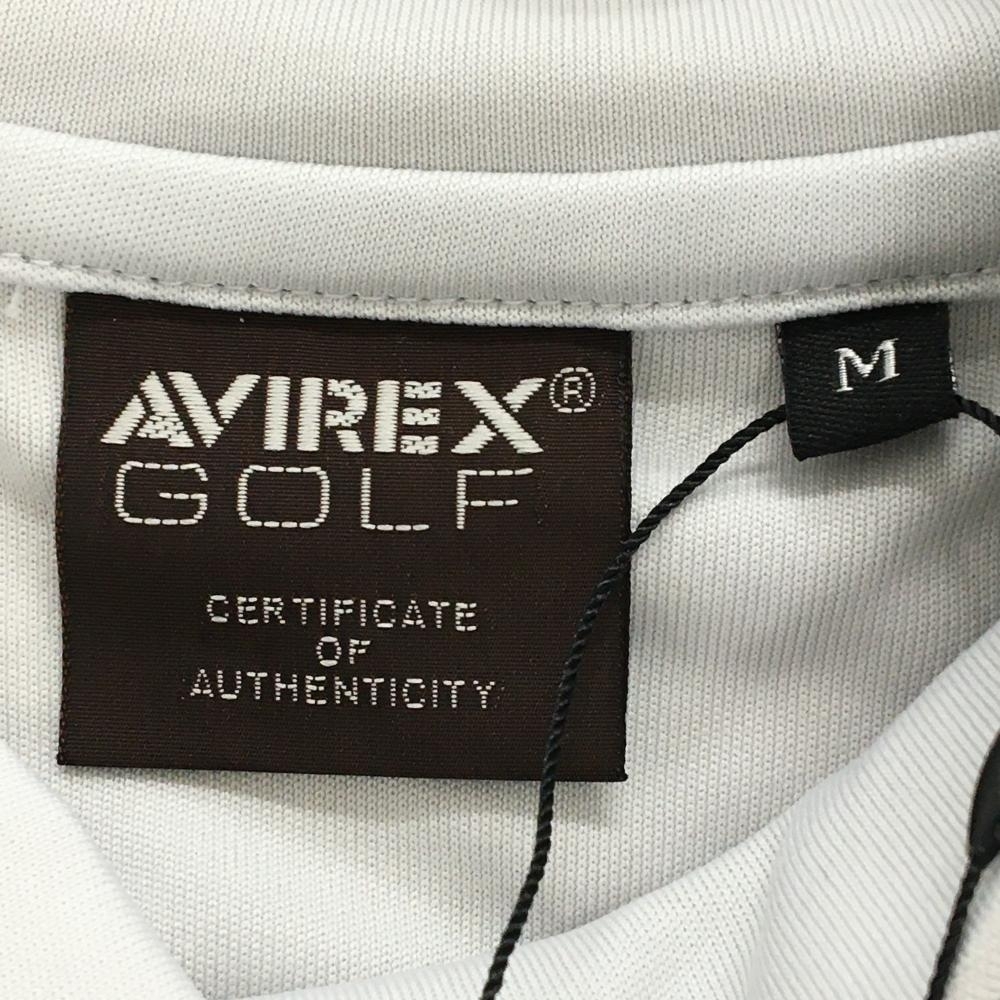 AVIREX®
GOLF
CERTIFICATE
OF
AUTHENTICITY
M